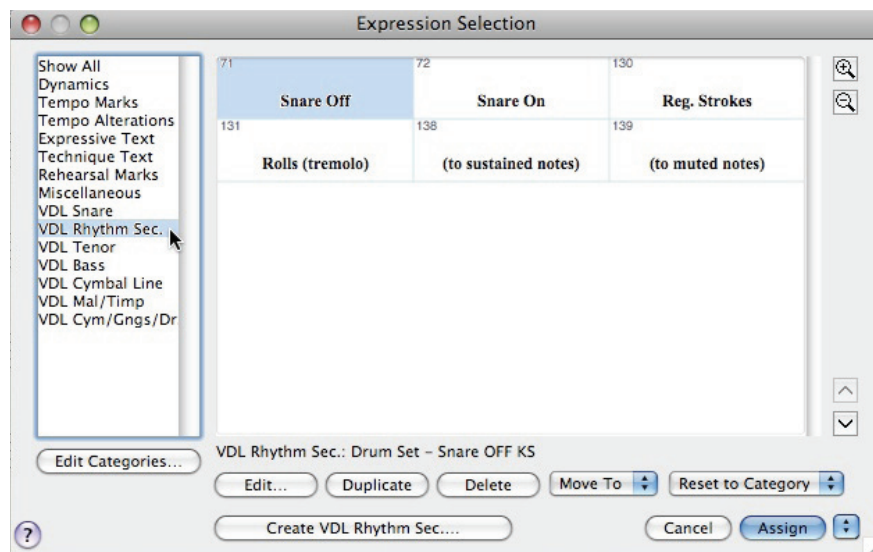 Expression Selection
Show All
Dynamics
Tempo Marks
Tempo Alterations
Expressive Text
Technique Text
Rehearsal Marks
Miscellaneous
VDL Snare
VDL Rhythm Sec.
VDL Tenor
VDL Bass
VDL Cymbal Line
VDL Mal/Timp
VDL Cym/Gngs/Dr
Edit Categories...
71 72 130
Snare Off Snare On Reg. Strokes
131 138 139
Rolls (tremolo) (to sustained notes) (to muted notes)
VDL Rhythm Sec.: Drum Set – Snare OFF KS
Edit... Duplicate Delete Move To Reset to Category
? Create VDL Rhythm Sec.... Cancel Assign